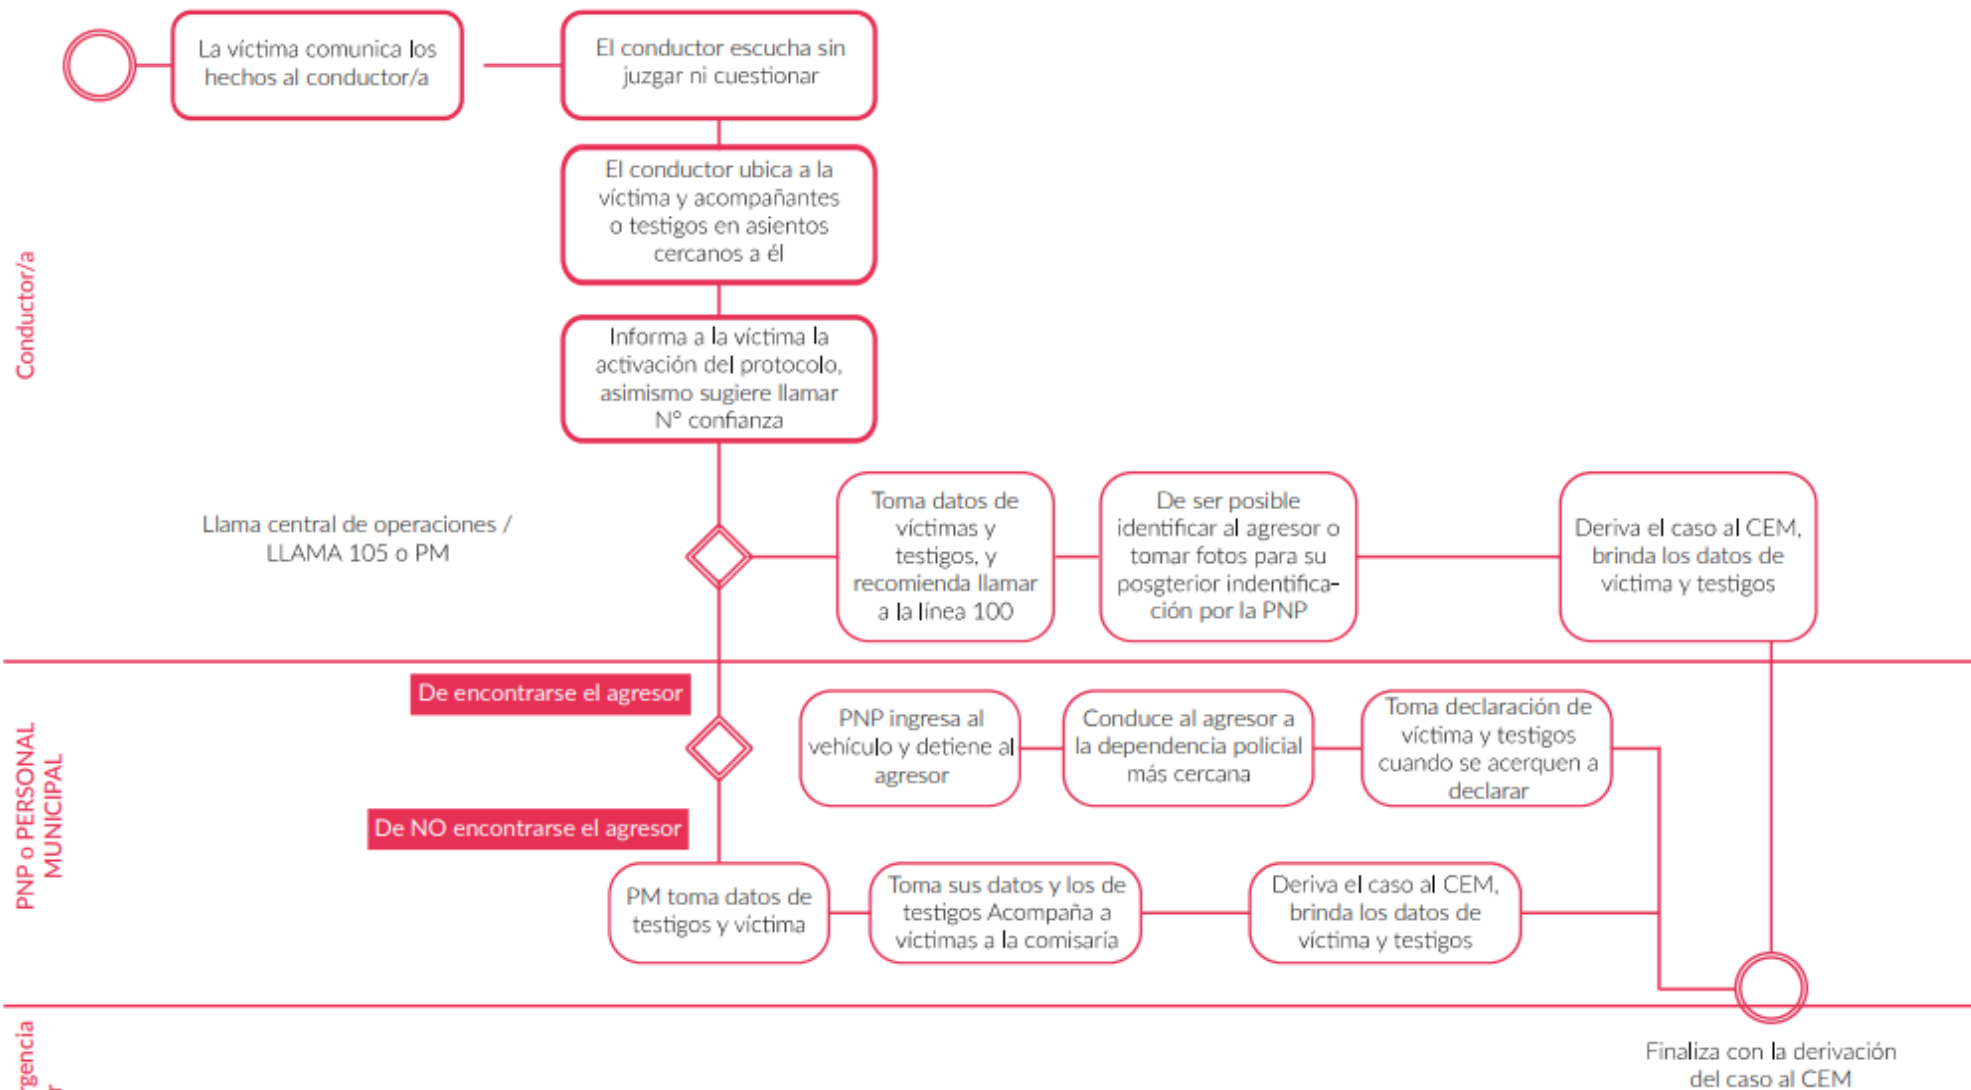 La víctima comunica los
hechos al conductor/a
El conductor escucha sin
juzgar ni cuestionar
El conductor ubica a la
víctima y acompañantes
o testigos en asientos
cercanos a él
Conductor/a
Informa a la víctima la
activación del protocolo,
asimismo sugiere llamar
N° confianza
Llama central de operaciones /
LLAMA 105 o PM
Toma datos de
víctimas y
testigos, y
recomienda llamar
a la línea 100
De ser posible
identificar al agresor o
tomar fotos para su
posgterior indentifica-
ción por la PNP
Deriva el caso al CEM,
brinda los datos de
víctima y testigos
PNP o PERSONAL
MUNICIPAL
De encontrarse el agresor
PNP ingresa al
vehículo y detiene al
agresor
Conduce al agresor a
la dependencia policial
más cercana
Toma declaración de
víctima y testigos
cuando se acerquen a
declarar
De NO encontrarse el agresor
PM toma datos de
testigos y víctima
Toma sus datos y los de
testigos Acompaña a
víctimas a la comisaría
Deriva el caso al CEM,
brinda los datos de
víctima y testigos
Finaliza con la derivación
del caso al CEM